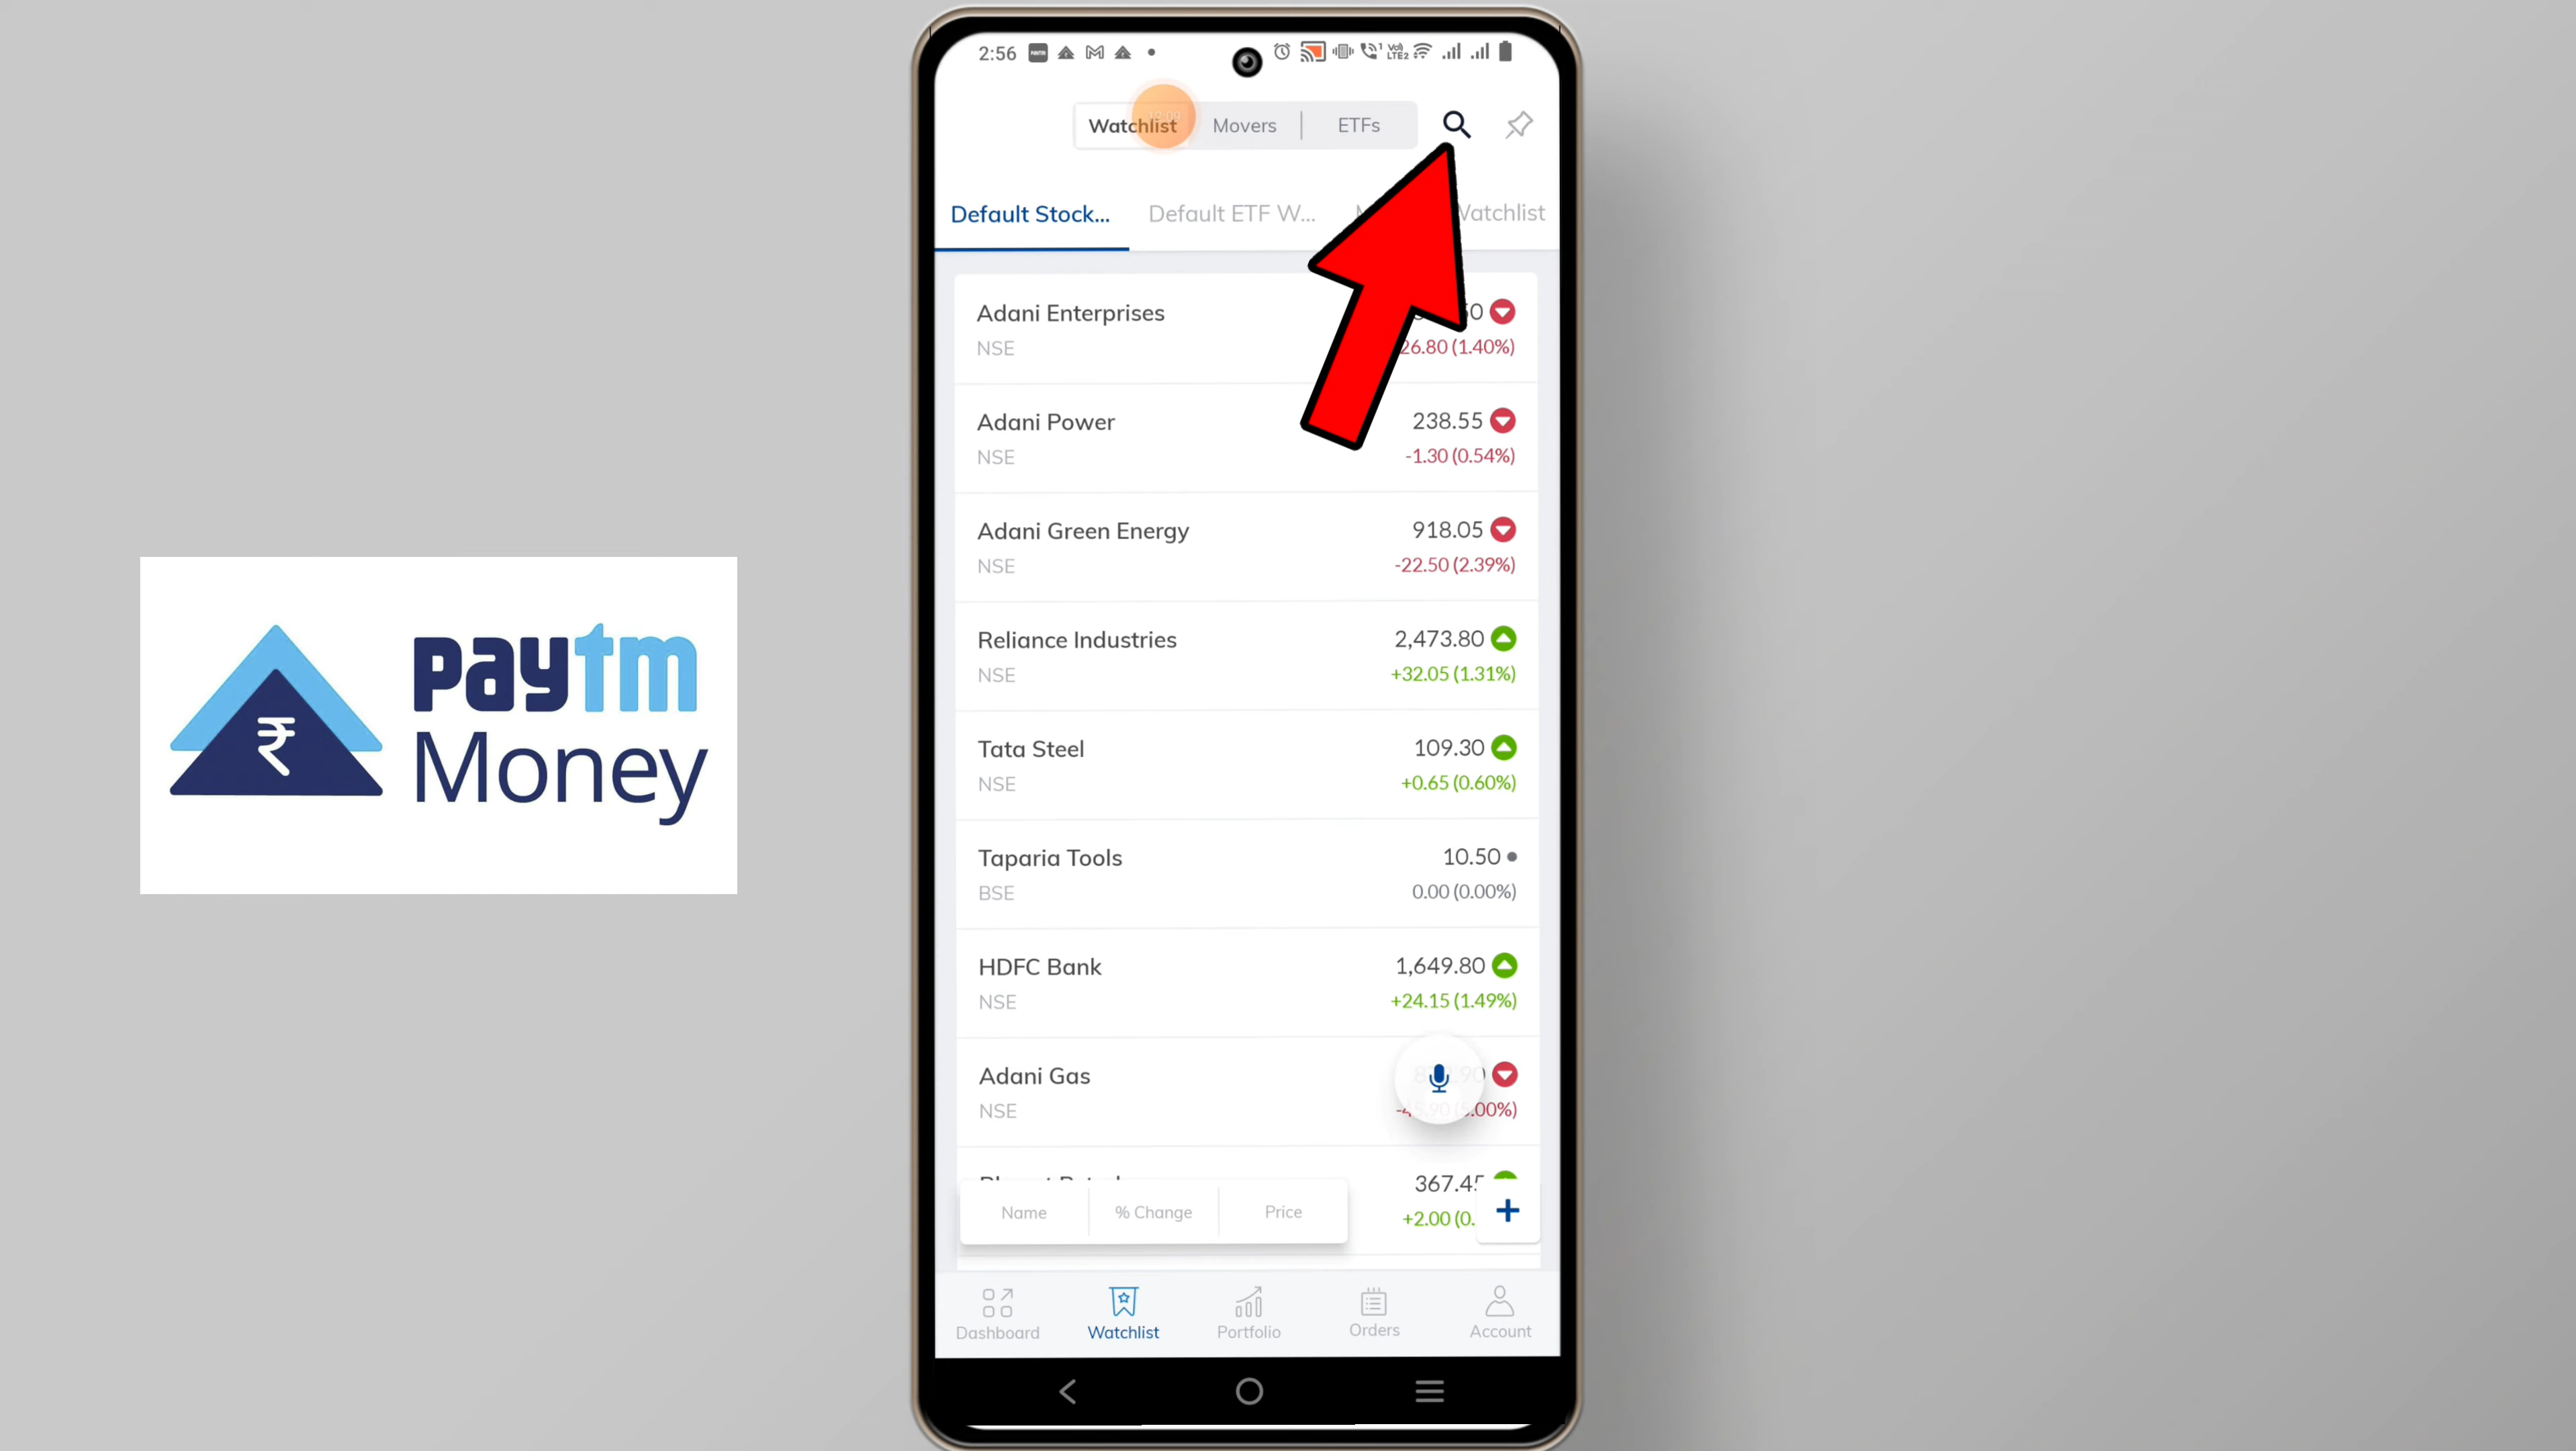 2:56
Watchlist
Movers
ETFs
Default Stock...
Default ETF W...
Watchlist
Adani Enterprises
NSE
26.80 (1.40%)
Adani Power
238.55
NSE
-1.30 (0.54%)
Adani Green Energy
918.05
NSE
-22.50 (2.39%)
Reliance Industries
2,473.80
NSE
+32.05 (1.31%)
Tata Steel
109.30
NSE
+0.65 (0.60%)
Taparia Tools
10.50
BSE
0.00 (0.00%)
HDFC Bank
1,649.80
NSE
+24.15 (1.49%)
Adani Gas
NSE
367.45
+2.00 (0.
Name
% Change
Price
+
Dashboard
Watchlist
Portfolio
Orders
Account
₹
paytm
Money